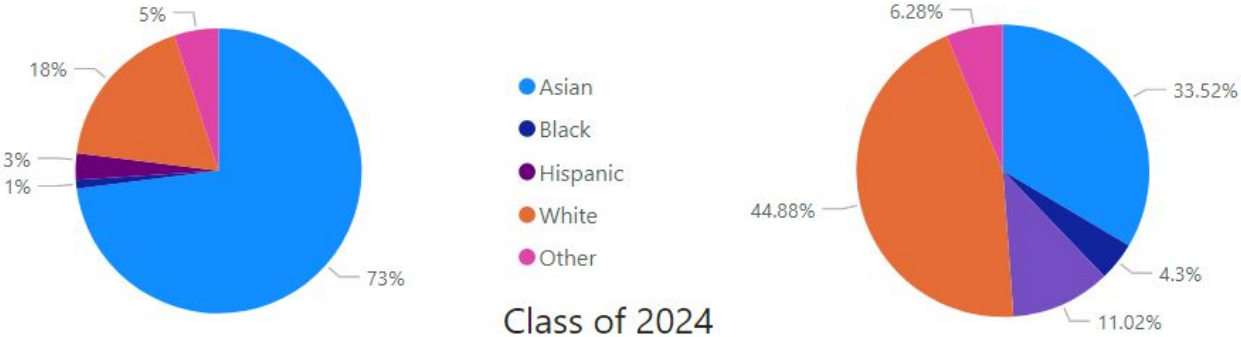 5%
18%
3%
1%
73%
Asian
Black
Hispanic
White
Other
Class of 2024
6.28%
33.52%
44.88%
4.3%
11.02%